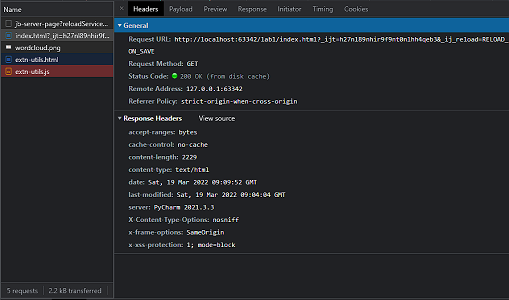 Name
Headers Payload Preview Response Initiator Timing Cookies
jb-server-page?reloadService...
index.html?_ijt=h27nl89nhir9f...
wordcloud.png
extn-utils.html
extn-utils.js
General
Request URL: http://localhost:63342/lab1/index.html?_ijt=h27nl89nhir9f9nt0n1hh4qeb3&_ij_reload=RELOAD_
ON_SAVE
Request Method: GET
Status Code: 200 OK (from disk cache)
Remote Address: 127.0.0.1:63342
Referrer Policy: strict-origin-when-cross-origin
Response Headers View source
accept-ranges: bytes
cache-control: no-cache
content-length: 2229
content-type: text/html
date: Sat, 19 Mar 2022 09:09:52 GMT
last-modified: Sat, 19 Mar 2022 09:04:04 GMT
server: PyCharm 2021.3.3
X-Content-Type-Options: nosniff
x-frame-options: SameOrigin
x-xss-protection: 1; mode=block
5 requests 2.2 kB transferred